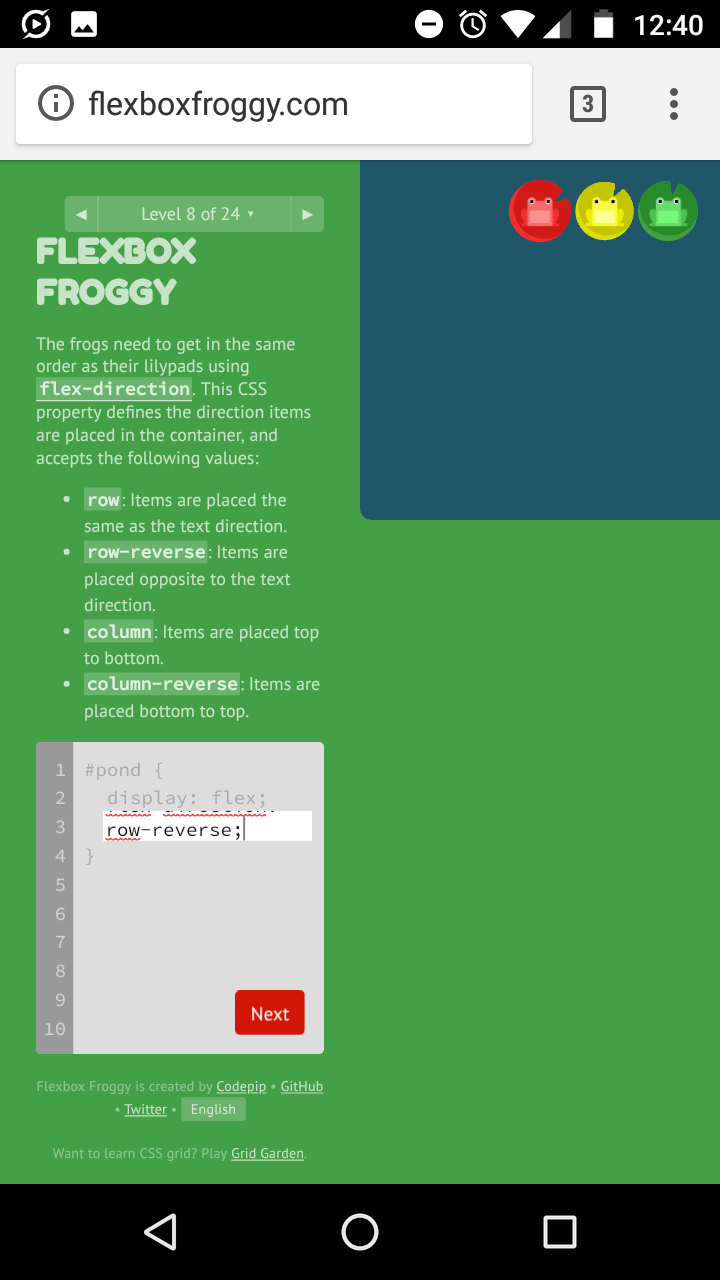 12:40
flexboxfroggy.com
3
◀ Level 8 of 24 ▾ ▶
FLEXBOX
FROGGY
The frogs need to get in the same
order as their lilypads using
flex-direction. This CSS
property defines the direction items
are placed in the container, and
accepts the following values:
• row: Items are placed the
same as the text direction.
• row-reverse: Items are
placed opposite to the text
direction.
• column: Items are placed top
to bottom.
• column-reverse: Items are
placed bottom to top.
1 #pond {
2 display: flex;
3 row-reverse;
4 }
5
6
7
8
9
Next
10
Flexbox Froggy is created by Codepip • GitHub
• Twitter • English
Want to learn CSS grid? Play Grid Garden.